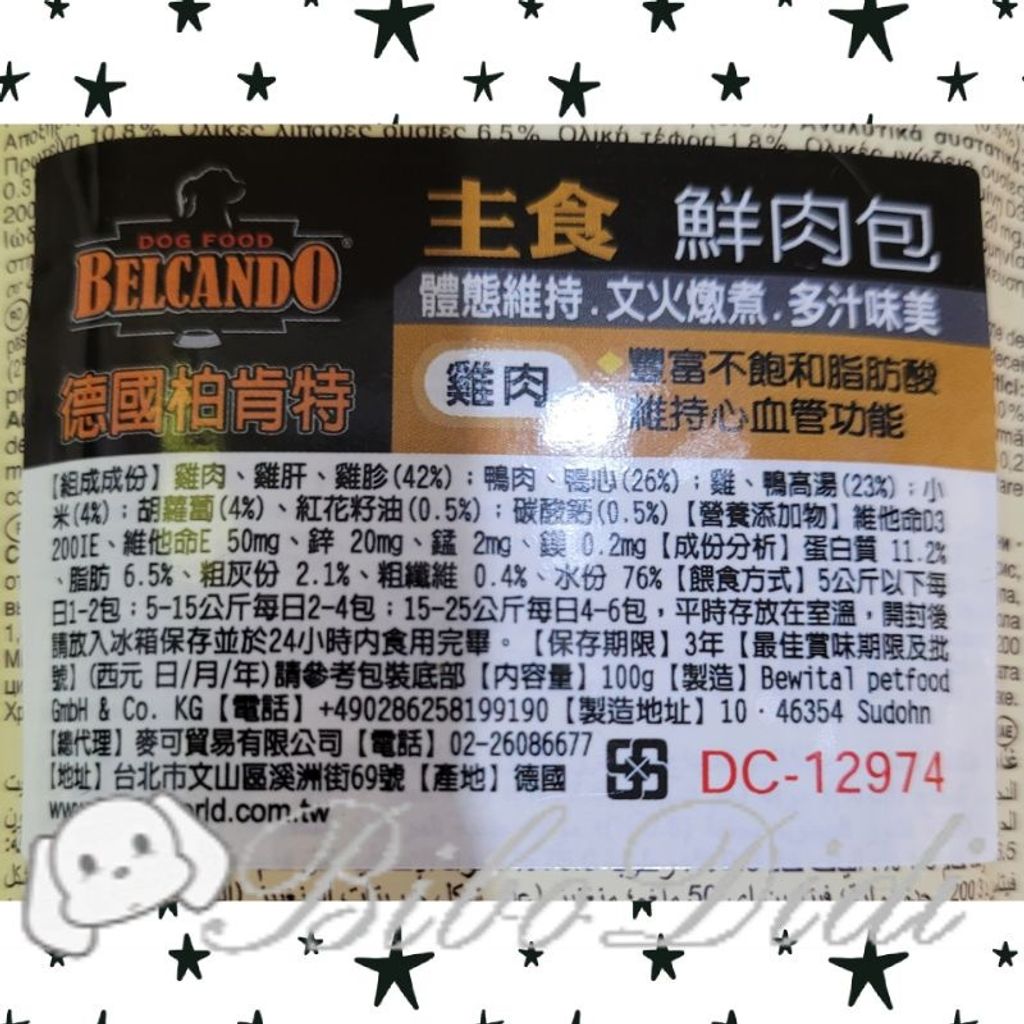 10.8%. Ολικές λιπαρές ουσίες 6.5%. Ολική τέφρα 1.8%.
主食 鮮肉包
DOG FOOD
BELCANDO®
德國柏肯特
體態維持.文火燉煮.多汁味美
雞肉
豐富不飽和脂肪酸
維持心血管功能
【組成成份】雞肉、雞肝、雞胗(42%);鴨肉、鴨心(26%);雞、鴨高湯(23%);小
米(4%);胡蘿蔔(4%)、紅花籽油(0.5%);碳酸鈣(0.5%)【營養添加物】維他命D3
200IE、維他命E 50mg、鋅 20mg、錳 2mg、鎂 0.2mg【成份分析】蛋白質 11.2%
、脂肪 6.5%、粗灰份 2.1%、粗纖維 0.4%、水份 76%【餵食方式】5公斤以下每
日1-2包;5-15公斤每日2-4包;15-25公斤每日4-6包,平時存放在室溫,開封後
請放入冰箱保存並於24小時內食用完畢。【保存期限】3年【最佳賞味期限及批
號】(西元 日/月/年)請參考包裝底部【內容量】100g【製造】Bewital petfood
GmbH & Co. KG【電話】+490286258199190【製造地址】10．46354 Sudohn
【總代理】麥可貿易有限公司【電話】02-26086677
【地址】台北市文山區溪洲街69號【產地】德國
DC-12974
Bibo Didi